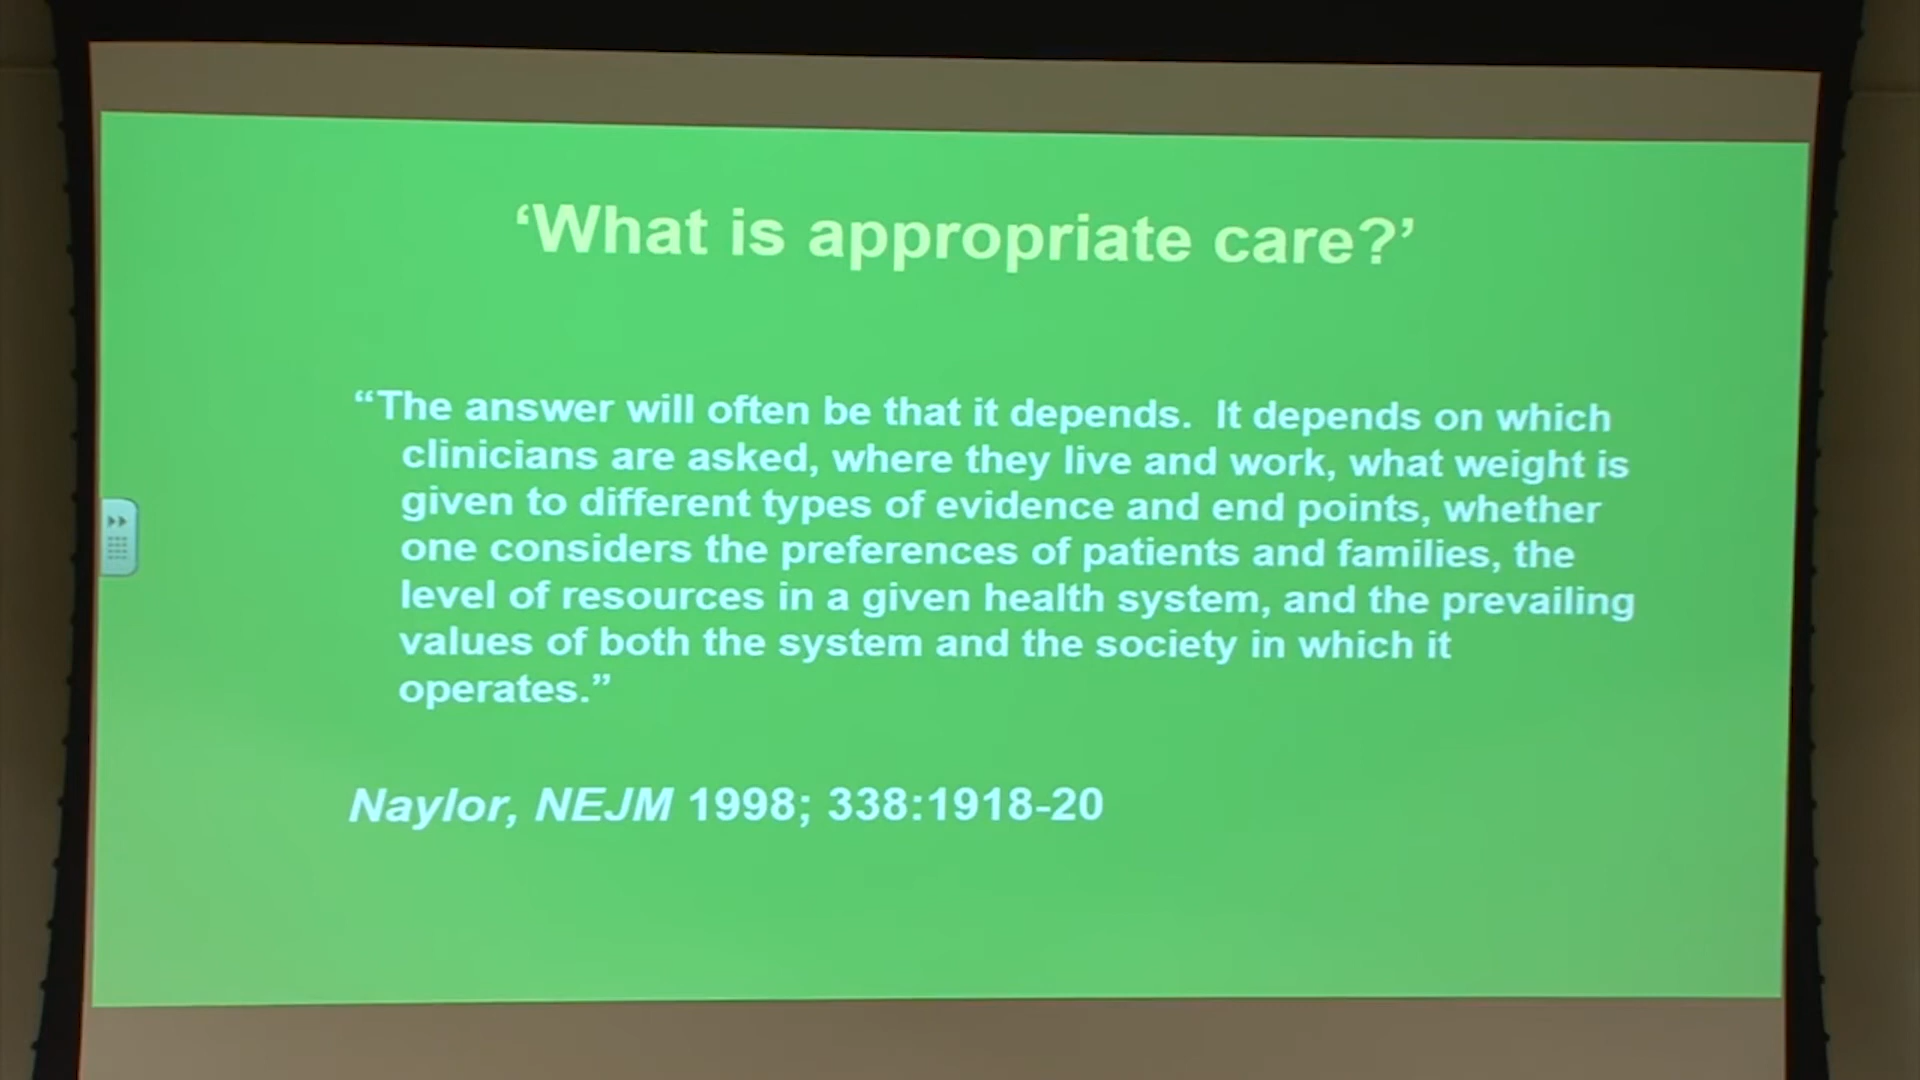 ‘What is appropriate care?’
“The answer will often be that it depends.  It depends on which
clinicians are asked, where they live and work, what weight is
given to different types of evidence and end points, whether
one considers the preferences of patients and families, the
level of resources in a given health system, and the prevailing
values of both the system and the society in which it
operates.”
Naylor, NEJM 1998; 338:1918-20